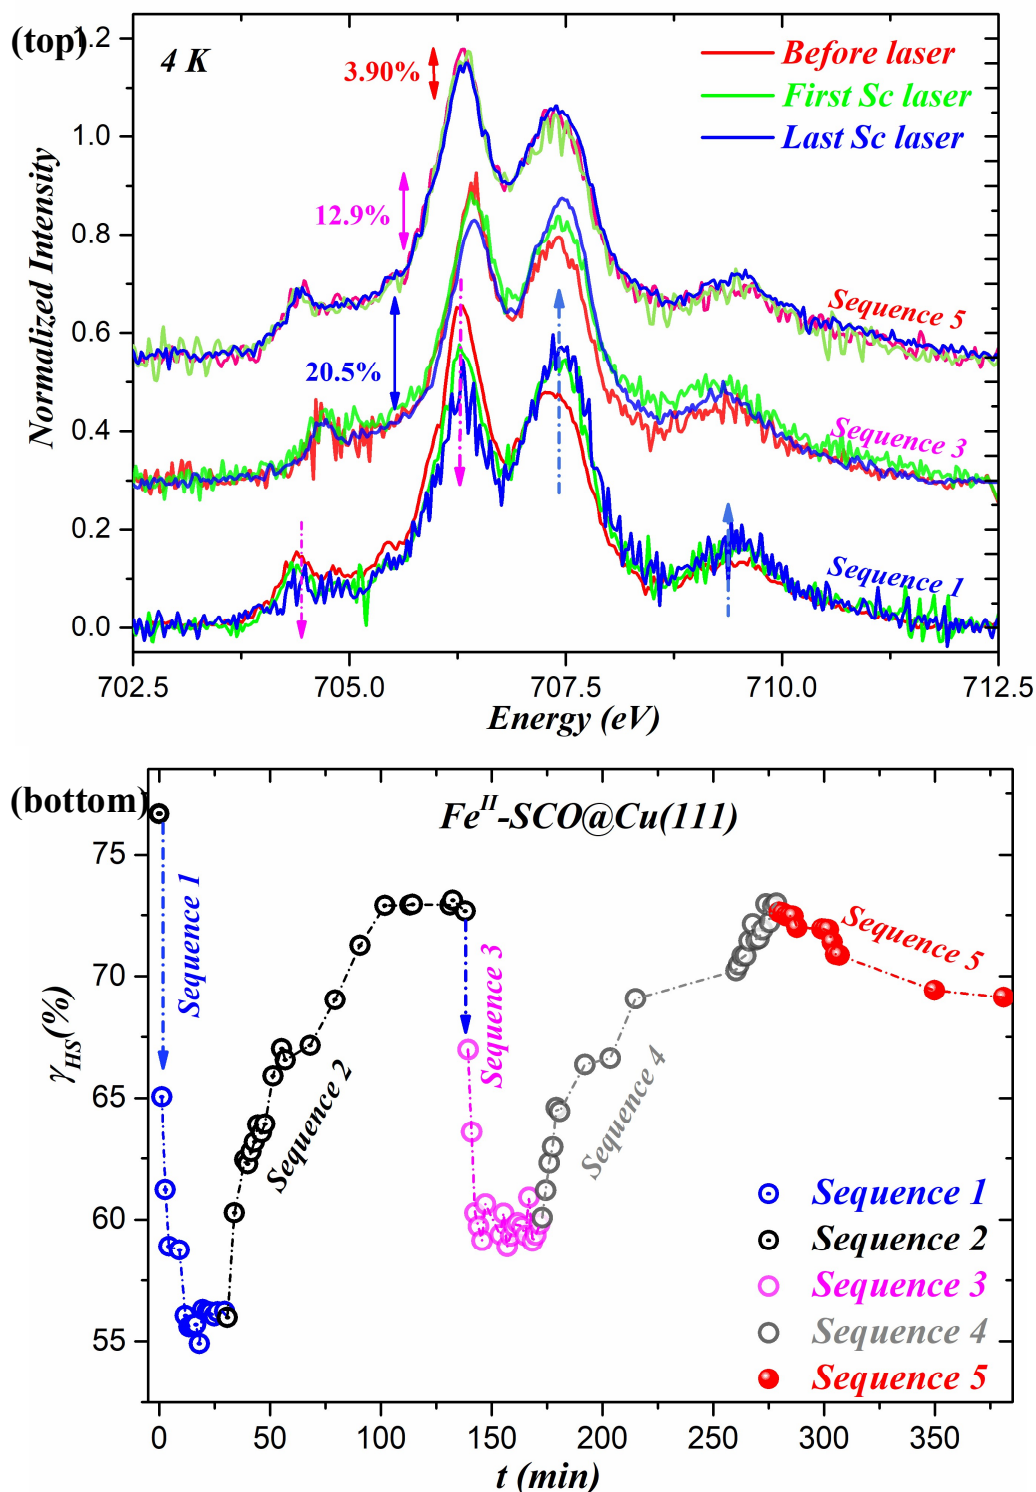 (top)
4 K
3.90%
12.9%
20.5%
Before laser
First Sc laser
Last Sc laser
Sequence 5
Sequence 3
Sequence 1
Normalized Intensity
1.2
1.0
0.8
0.6
0.4
0.2
0.0
702.5 705.0 707.5 710.0 712.5
Energy (eV)
(bottom)
Fe^II-SCO@Cu(111)
Sequence 1
Sequence 2
Sequence 3
Sequence 4
Sequence 5
γHS(%)
75
70
65
60
55
Sequence 1
Sequence 2
Sequence 3
Sequence 4
Sequence 5
0 50 100 150 200 250 300 350
t (min)